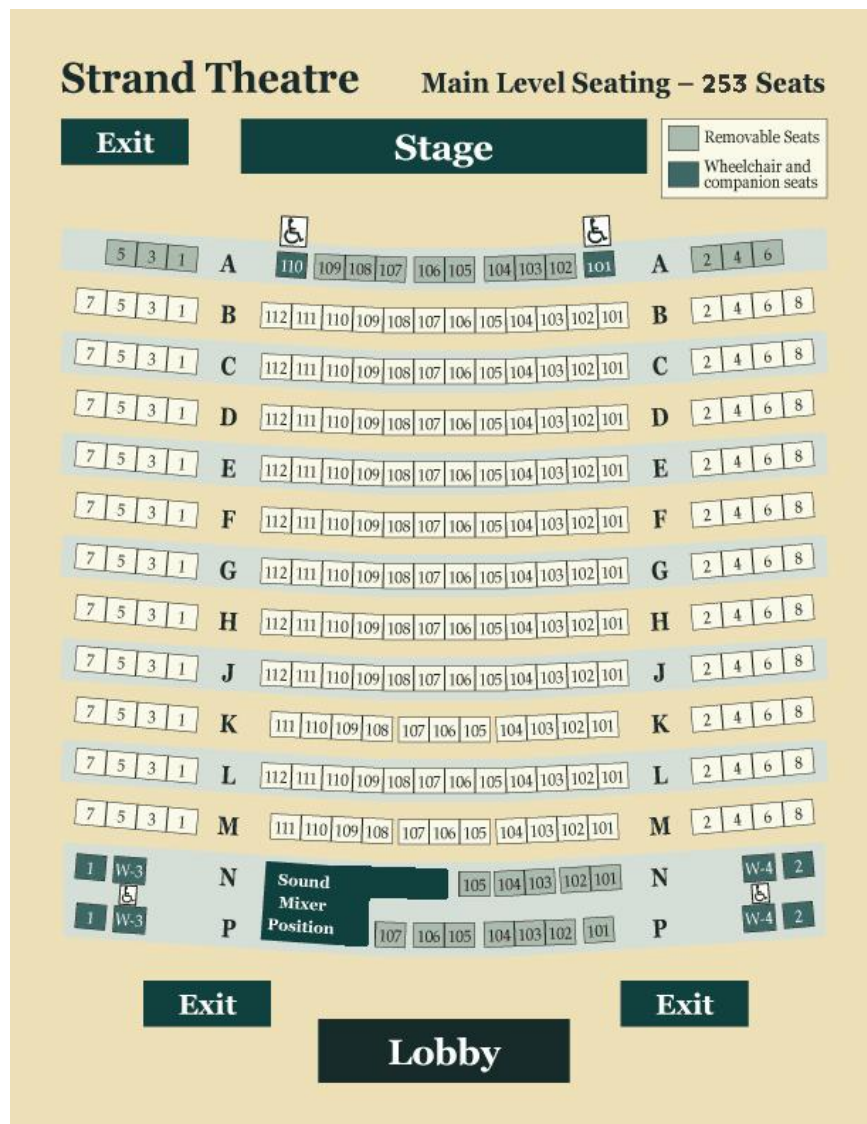 Strand Theatre Main Level Seating – 253 Seats
Exit Stage Removable Seats
Wheelchair and
companion seats
5 3 1 A 110 109 108 107 106 105 104 103 102 101 A 2 4 6
7 5 3 1 B 112 111 110 109 108 107 106 105 104 103 102 101 B 2 4 6 8
7 5 3 1 C 112 111 110 109 108 107 106 105 104 103 102 101 C 2 4 6 8
7 5 3 1 D 112 111 110 109 108 107 106 105 104 103 102 101 D 2 4 6 8
7 5 3 1 E 112 111 110 109 108 107 106 105 104 103 102 101 E 2 4 6 8
7 5 3 1 F 112 111 110 109 108 107 106 105 104 103 102 101 F 2 4 6 8
7 5 3 1 G 112 111 110 109 108 107 106 105 104 103 102 101 G 2 4 6 8
7 5 3 1 H 112 111 110 109 108 107 106 105 104 103 102 101 H 2 4 6 8
7 5 3 1 J 112 111 110 109 108 107 106 105 104 103 102 101 J 2 4 6 8
7 5 3 1 K 111 110 109 108 107 106 105 104 103 102 101 K 2 4 6 8
7 5 3 1 L 112 111 110 109 108 107 106 105 104 103 102 101 L 2 4 6 8
7 5 3 1 M 111 110 109 108 107 106 105 104 103 102 101 M 2 4 6 8
1 W-3 N Sound 105 104 103 102 101 N W-4 2
Mixer
1 W-3 P Position 107 106 105 104 103 102 101 P W-4 2
Exit Exit
Lobby